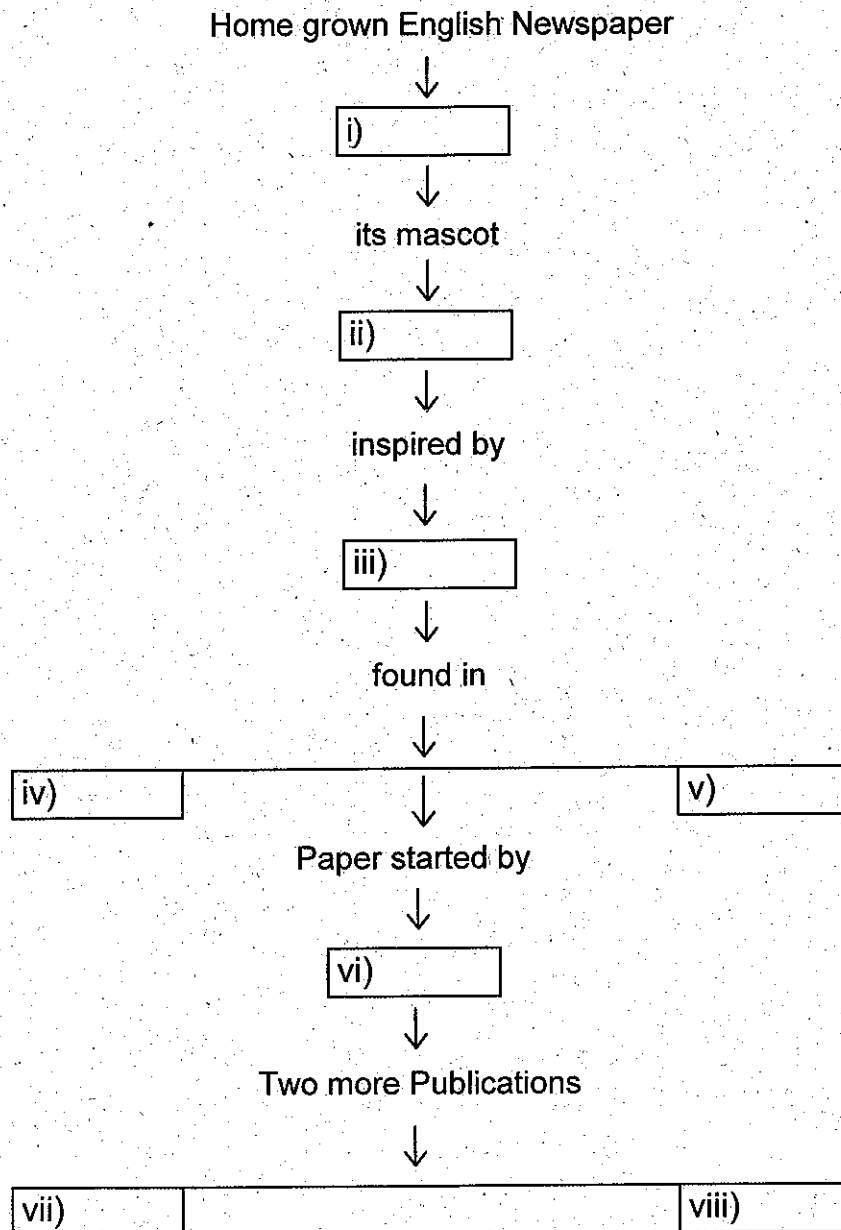 Home grown English Newspaper
i)
its mascot
ii)
inspired by
iii)
found in
iv)
v)
Paper started by
vi)
Two more Publications
vii)
viii)